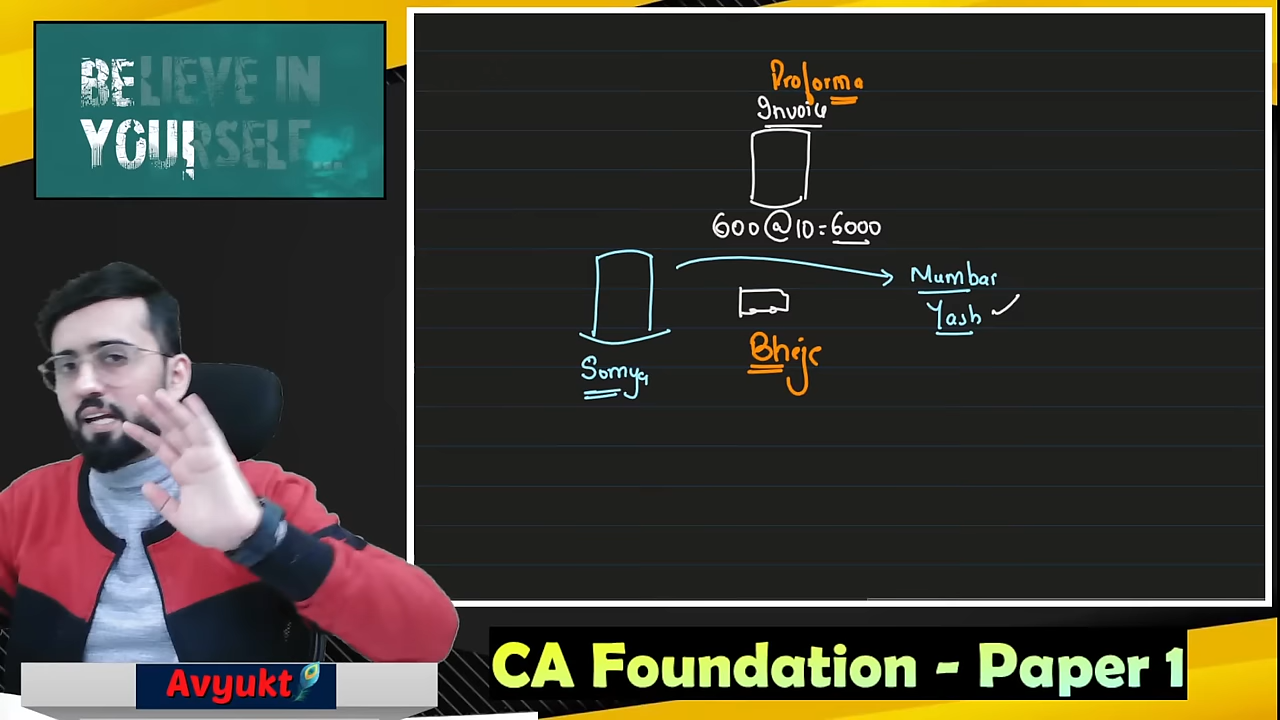 BELIEVE IN
YOURSELF...
Proforma
Invoice
600@10=6000
Mumbai
Yash
Bheje
Somya
Avyukt
CA Foundation - Paper 1